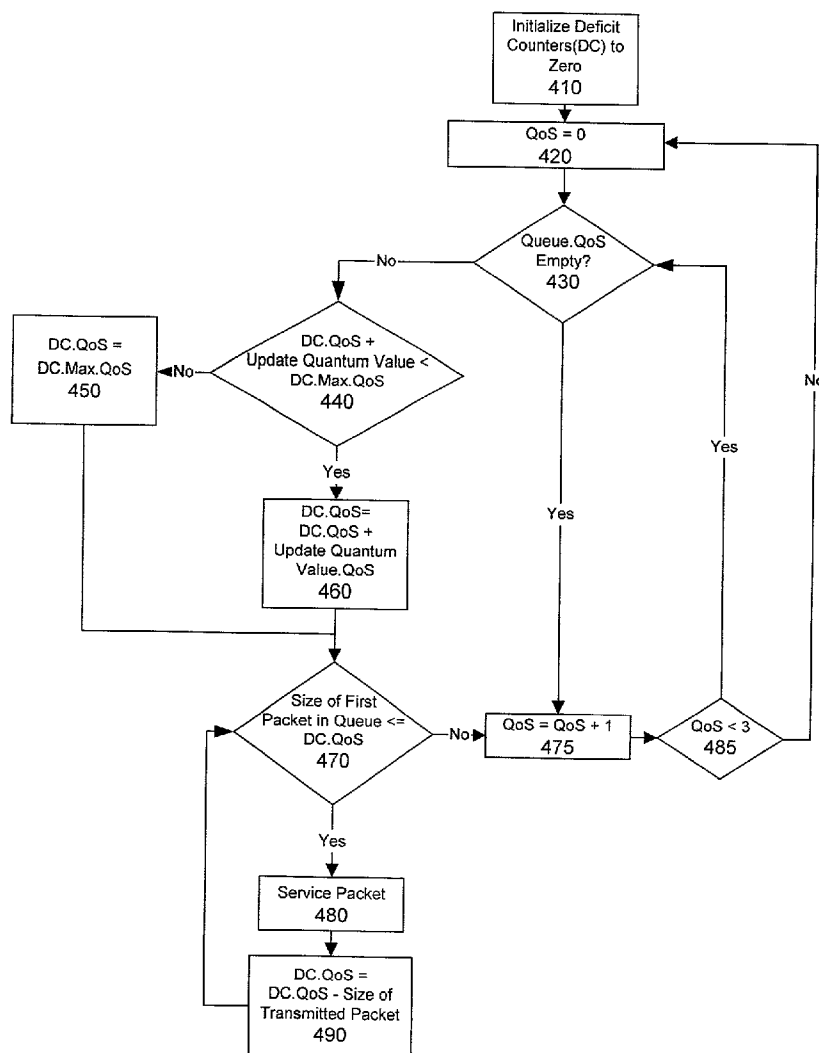 Initialize Deficit
Counters(DC) to
Zero
410
QoS = 0
420
Queue.QoS
Empty?
430
No
DC.QoS +
Update Quantum Value <
DC.Max.QoS
440
No
DC.QoS =
DC.Max.QoS
450
Yes
DC.QoS=
DC.QoS +
Update Quantum
Value.QoS
460
Yes
Yes
No
Size of First
Packet in Queue <=
DC.QoS
470
No
QoS = QoS + 1
475
QoS < 3
485
Yes
Service Packet
480
DC.QoS =
DC.QoS - Size of
Transmitted Packet
490